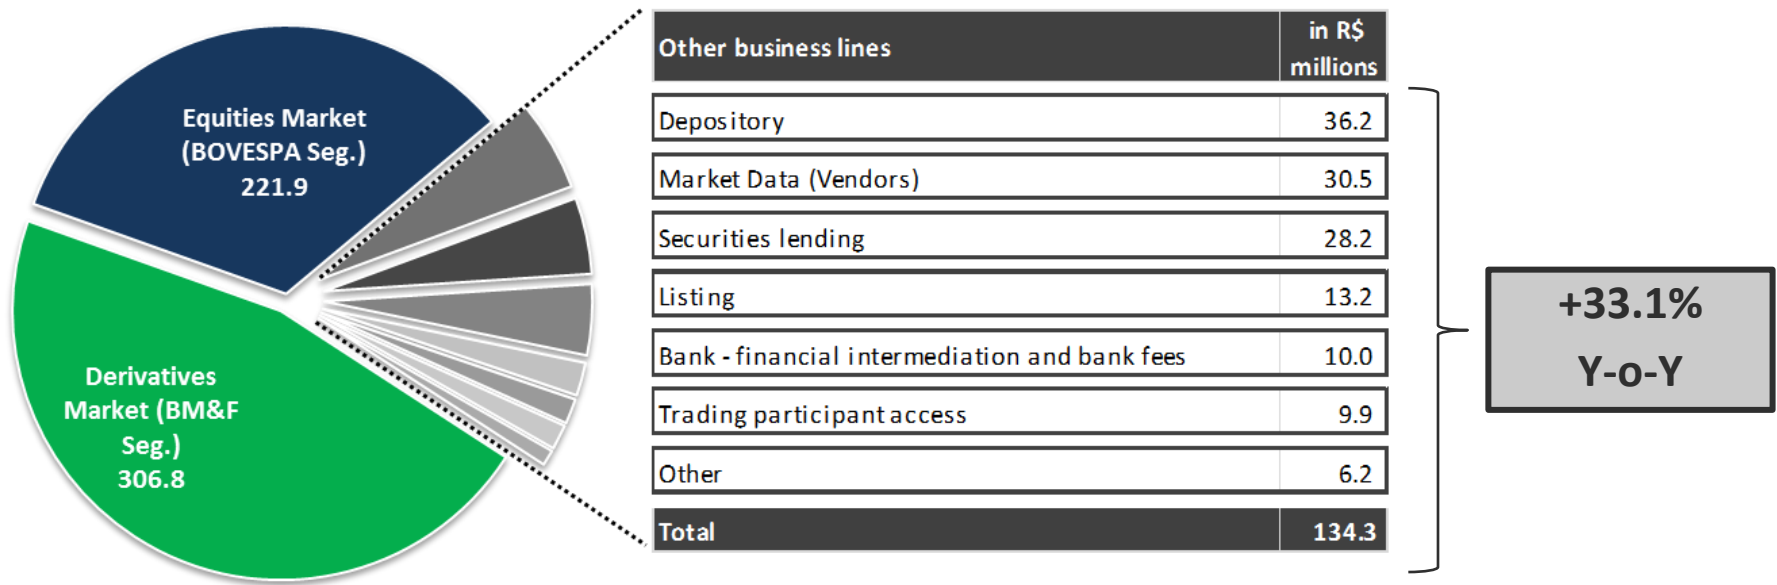 Equities Market
(BOVESPA Seg.)
221.9
Derivatives
Market (BM&F
Seg.)
306.8
Other business lines in R$ millions
Depository 36.2
Market Data (Vendors) 30.5
Securities lending 28.2
Listing 13.2
Bank - financial intermediation and bank fees 10.0
Trading participant access 9.9
Other 6.2
Total 134.3
+33.1%
Y-o-Y